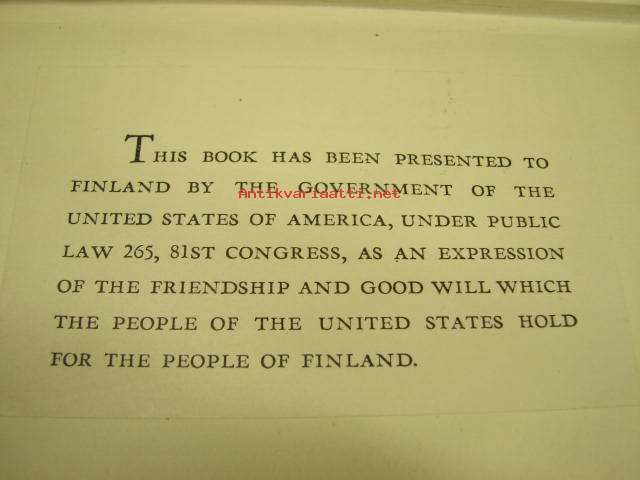 THIS BOOK HAS BEEN PRESENTED TO
FINLAND BY THE GOVERNMENT OF THE
Antikvariaatti.net
UNITED STATES OF AMERICA, UNDER PUBLIC
LAW 265, 81ST CONGRESS, AS AN EXPRESSION
OF THE FRIENDSHIP AND GOOD WILL WHICH
THE PEOPLE OF THE UNITED STATES HOLD
FOR THE PEOPLE OF FINLAND.